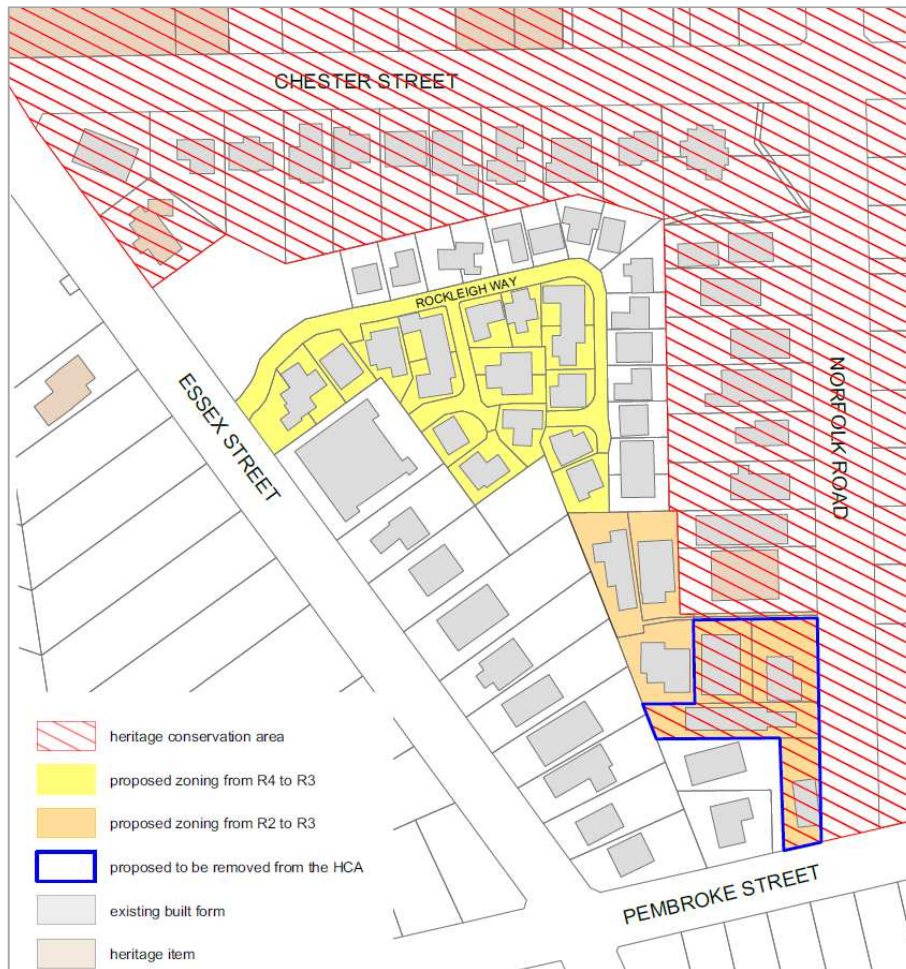 CHESTER STREET
ROCKLEIGH WAY
ESSEX STREET
NORFOLK ROAD
heritage conservation area
proposed zoning from R4 to R3
proposed zoning from R2 to R3
proposed to be removed from the HCA
existing built form
heritage item
PEMBROKE STREET